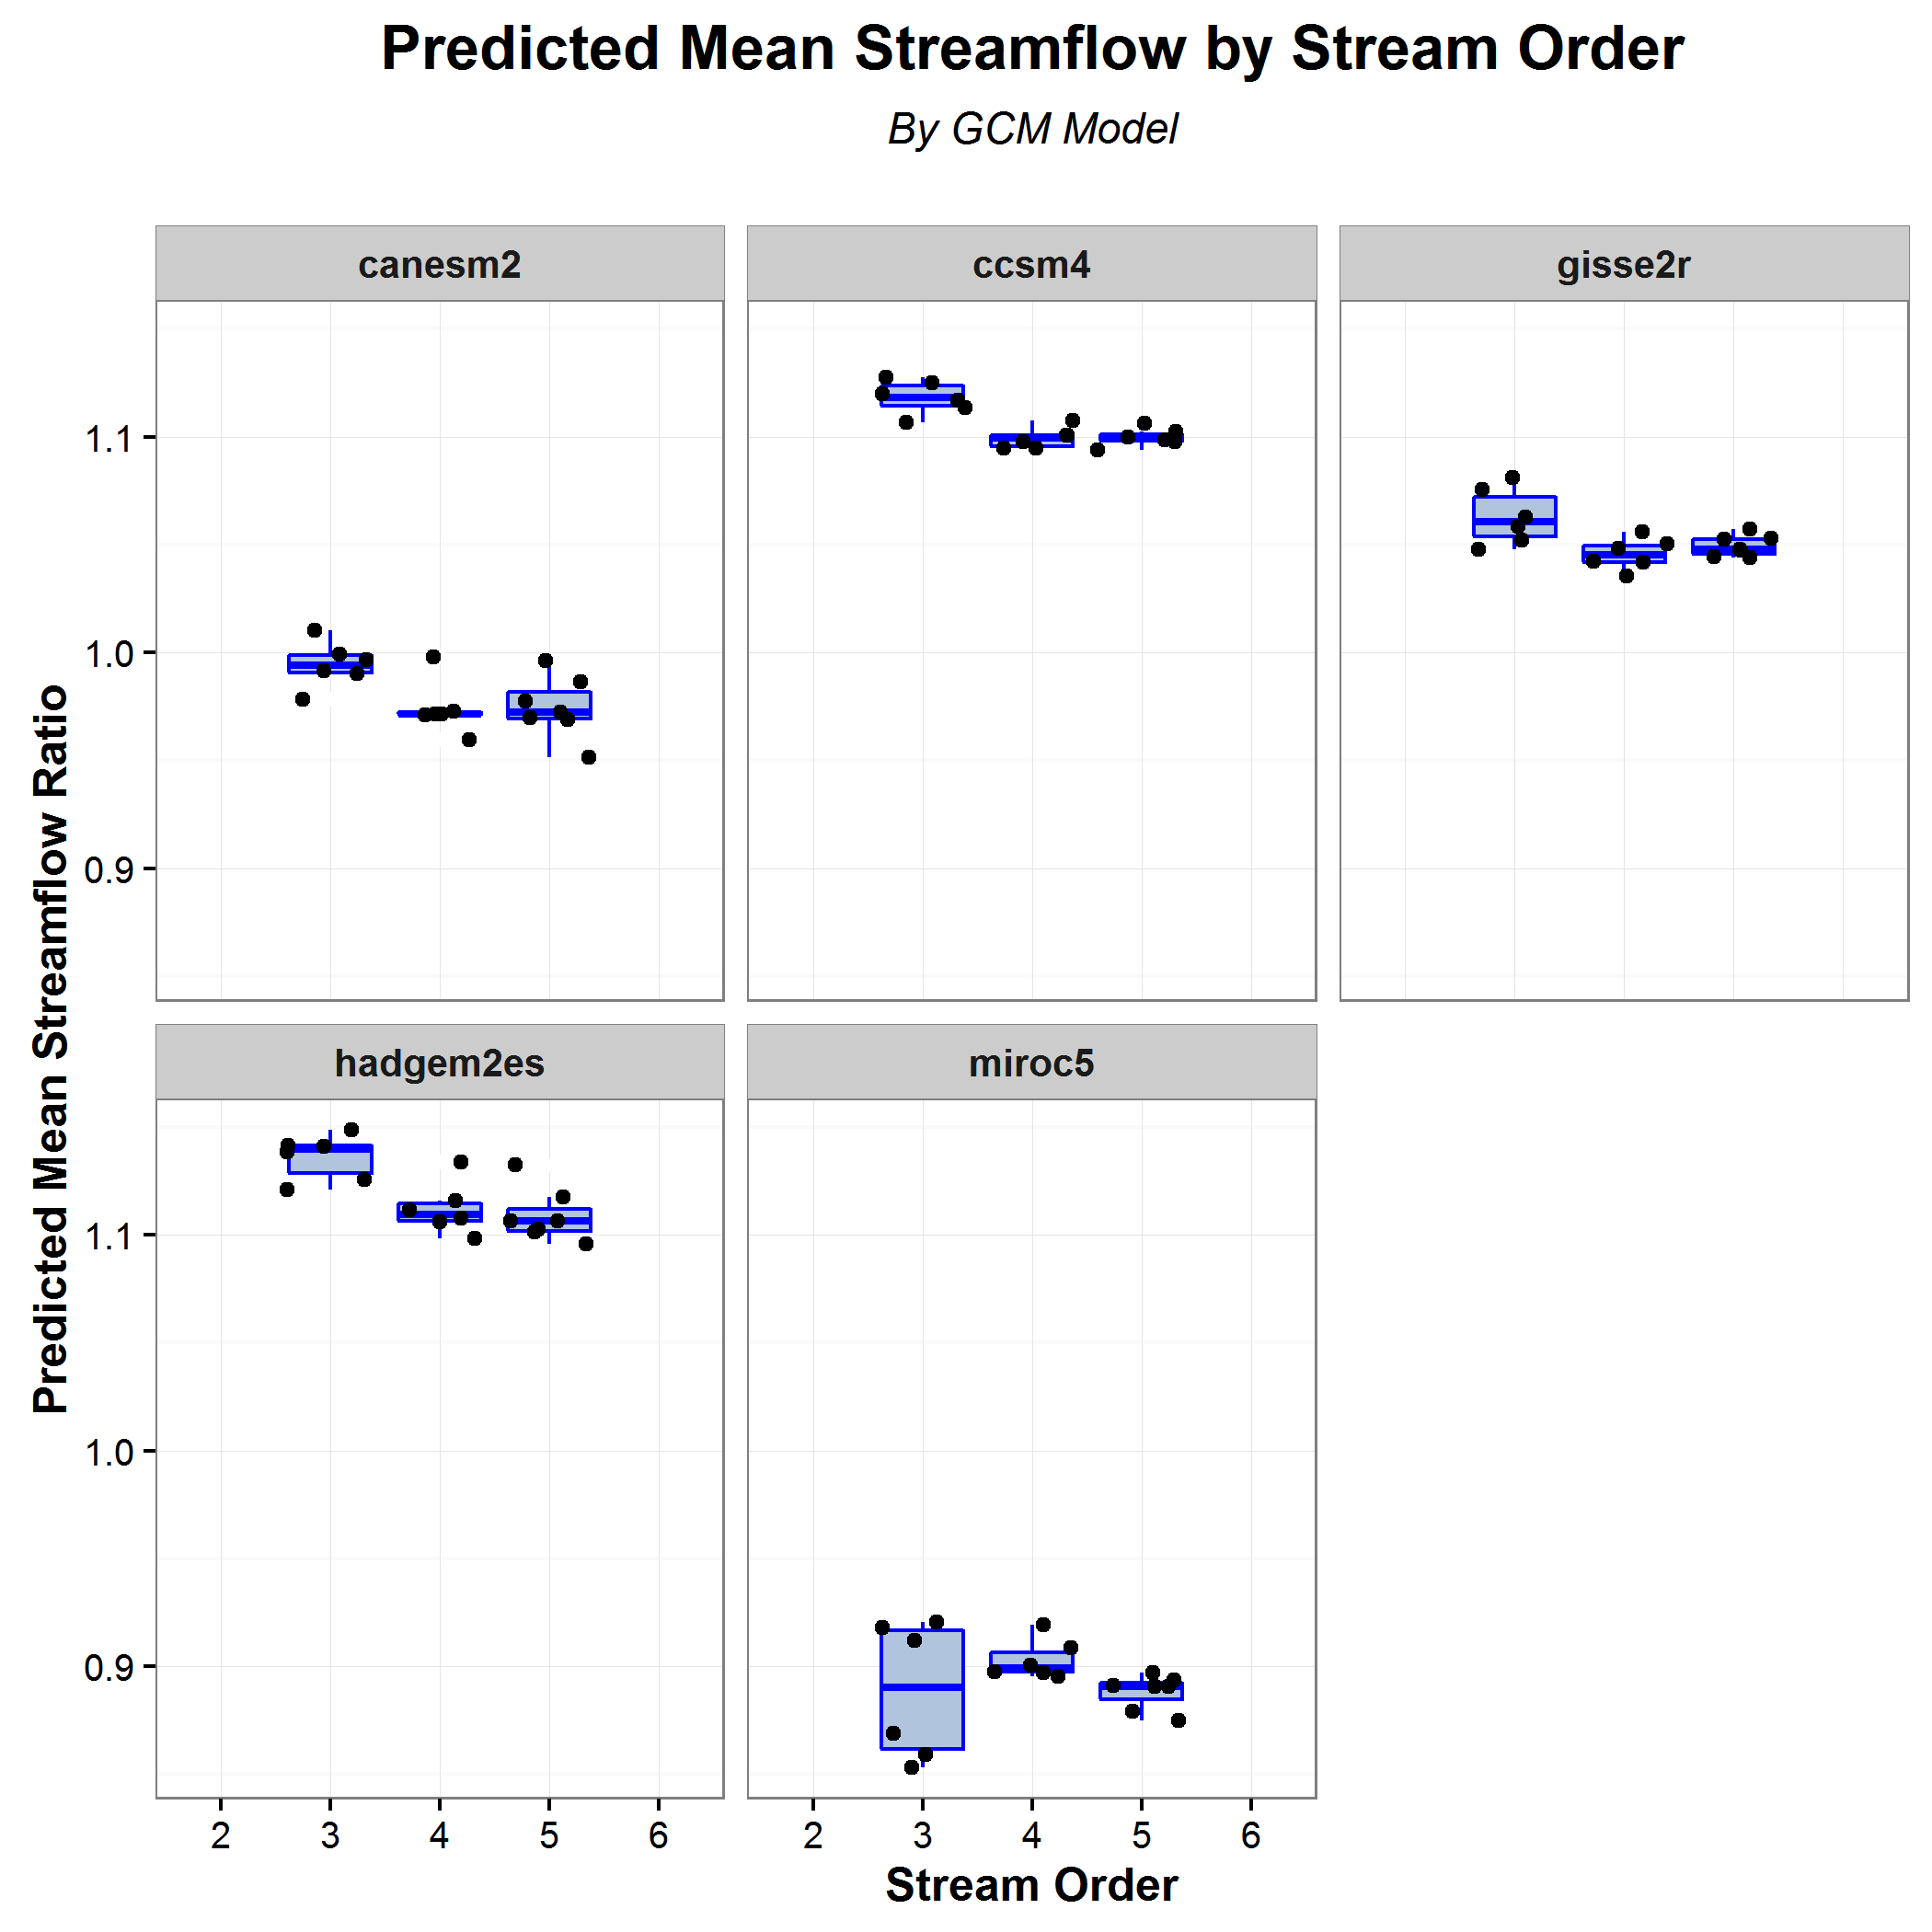 Predicted Mean Streamflow by Stream Order
By GCM Model
canesm2
ccsm4
gisse2r
1.1
1.0
0.9
Predicted Mean Streamflow Ratio
hadgem2es
miroc5
1.1
1.0
0.9
2 3 4 5 6
2 3 4 5 6
Stream Order